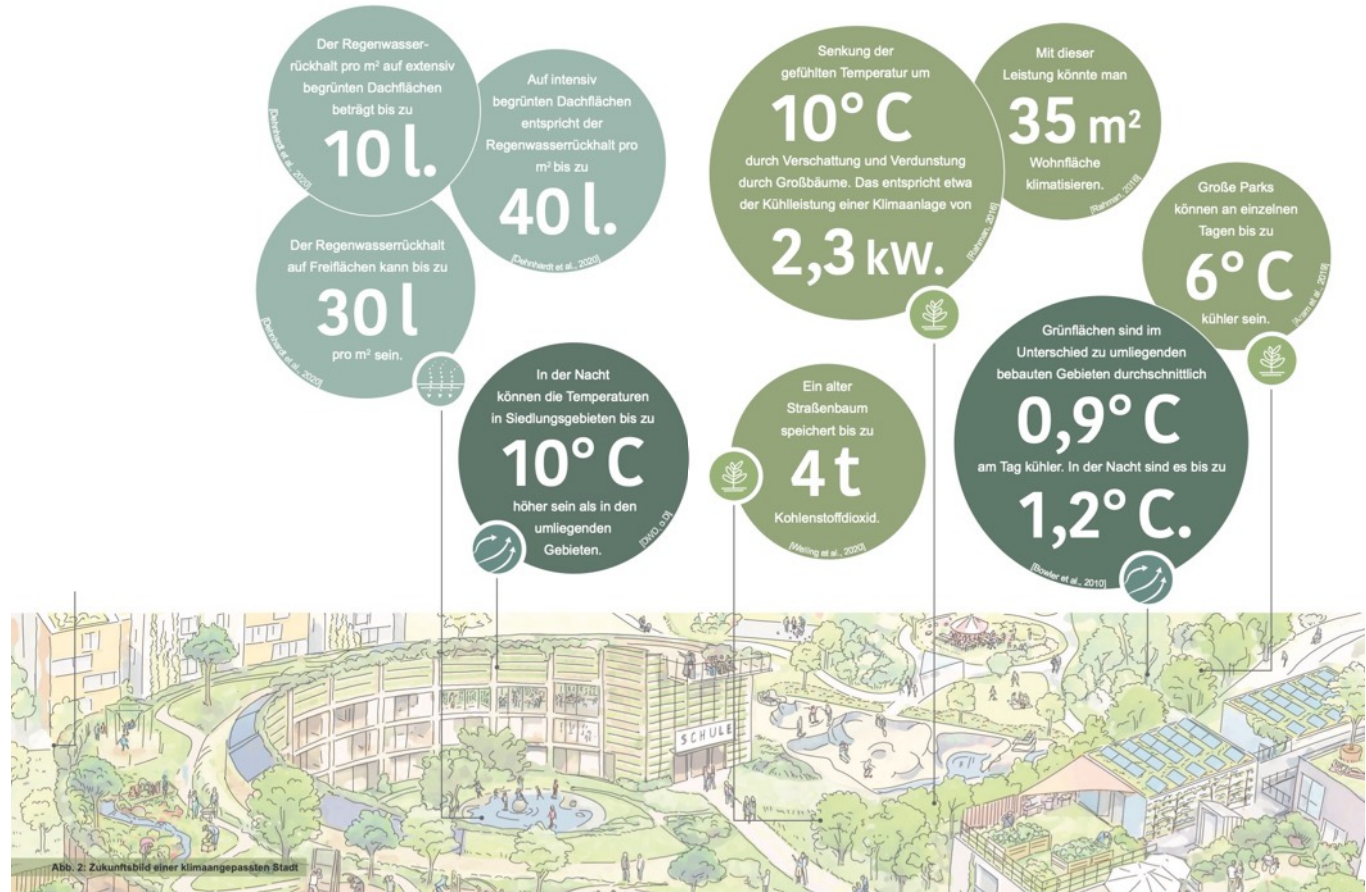 Der Regenwasser-
rückhalt pro m² auf extensiv
begrünten Dachflächen
beträgt bis zu
10 l.
[Dehnhardt et al., 2020]
Auf intensiv
begrünten Dachflächen
entspricht der
Regenwasserrückhalt pro
m² bis zu
40 l.
[Dehnhardt et al., 2020]
Der Regenwasserrückhalt
auf Freiflächen kann bis zu
30 l
pro m² sein.
[Dehnhardt et al., 2020]
In der Nacht
können die Temperaturen
in Siedlungsgebieten bis zu
10° C
höher sein als in den
umliegenden
Gebieten.
[DWD, o.D]
Senkung der
gefühlten Temperatur um
10° C
durch Verschattung und Verdunstung
durch Großbäume. Das entspricht etwa
der Kühlleistung einer Klimaanlage von
2,3 kW.
[Rahman, 2018]
Mit dieser
Leistung könnte man
35 m²
Wohnfläche
klimatisieren.
[Rahman, 2018]
Ein alter
Straßenbaum
speichert bis zu
4 t
Kohlenstoffdioxid.
[Welling et al., 2020]
Große Parks
können an einzelnen
Tagen bis zu
6° C
kühler sein.
[Aram et al., 2019]
Grünflächen sind im
Unterschied zu umliegenden
bebauten Gebieten durchschnittlich
0,9° C
am Tag kühler. In der Nacht sind es bis zu
1,2° C.
[Bowler et al., 2010]
SCHULE
Abb. 2: Zukunftsbild einer klimaangepassten Stadt